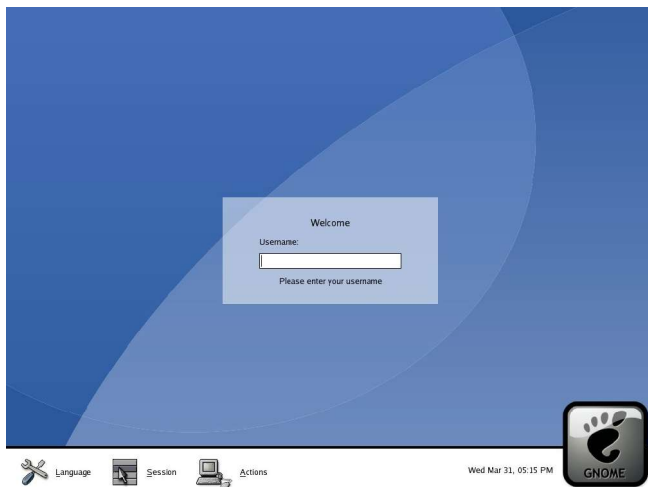 Welcome
Username:
Please enter your username
Language
Session
Actions
Wed Mar 31, 05:15 PM
GNOME